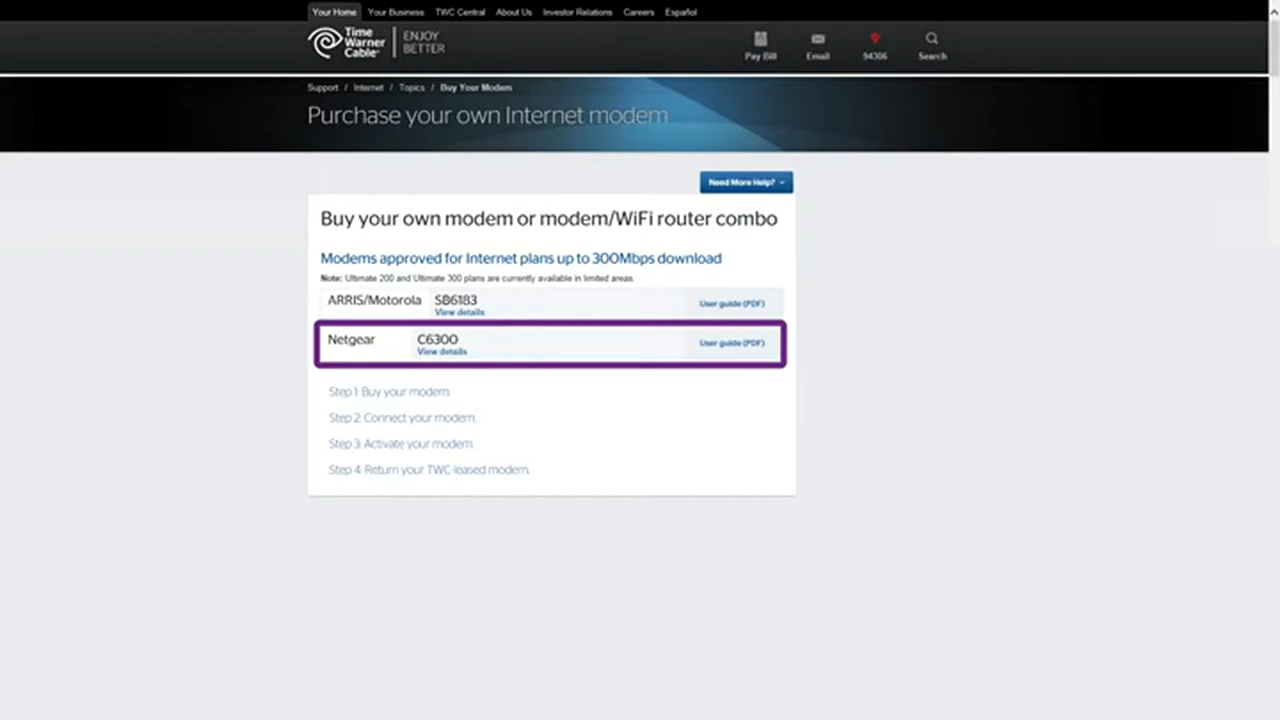 Your Home Your Business TWC Central About Us Investor Relations Careers Español
Time Warner Cable ENJOY BETTER
Pay Bill Email 94306 Search
Support / Internet / Topics / Buy Your Modem
Purchase your own Internet modem
Need More Help?
Buy your own modem or modem/WiFi router combo
Modems approved for Internet plans up to 300Mbps download
Note: Ultimate 200 and Ultimate 300 plans are currently available in limited areas.
ARRIS/Motorola SB6183 User guide (PDF)
View details
Netgear C6300 User guide (PDF)
View details
Step 1: Buy your modem.
Step 2: Connect your modem.
Step 3: Activate your modem.
Step 4: Return your TWC-leased modem.